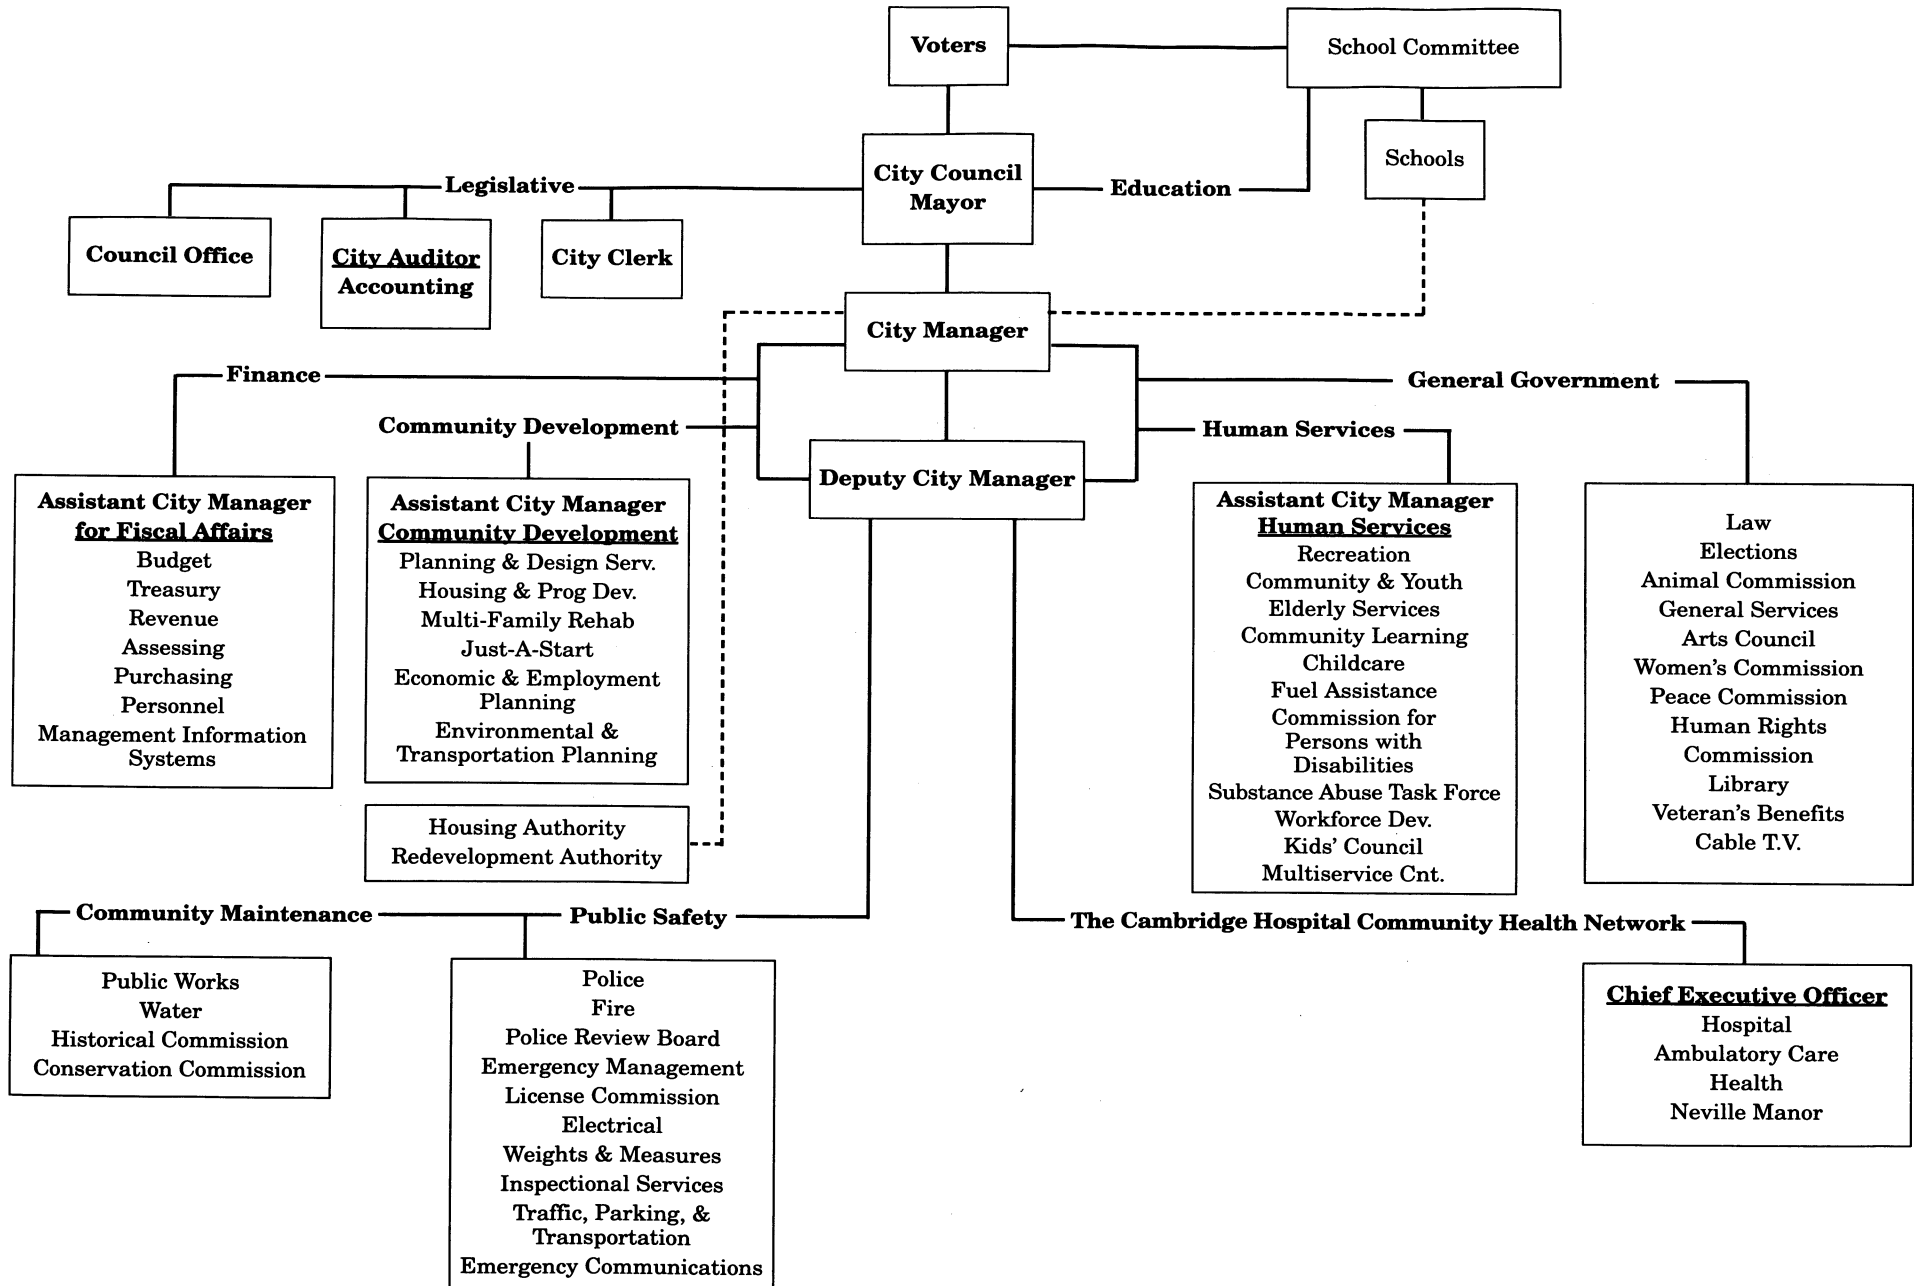 Voters
School Committee
Schools
City Council
Mayor
Legislative
Education
Council Office
City Auditor
Accounting
City Clerk
City Manager
Finance
General Government
Community Development
Human Services
Deputy City Manager
Assistant City Manager
for Fiscal Affairs
Budget
Treasury
Revenue
Assessing
Purchasing
Personnel
Management Information
Systems
Assistant City Manager
Community Development
Planning & Design Serv.
Housing & Prog Dev.
Multi-Family Rehab
Just-A-Start
Economic & Employment
Planning
Environmental &
Transportation Planning
Housing Authority
Redevelopment Authority
Assistant City Manager
Human Services
Recreation
Community & Youth
Elderly Services
Community Learning
Childcare
Fuel Assistance
Commission for
Persons with
Disabilities
Substance Abuse Task Force
Workforce Dev.
Kids' Council
Multiservice Cnt.
Law
Elections
Animal Commission
General Services
Arts Council
Women's Commission
Peace Commission
Human Rights
Commission
Library
Veteran's Benefits
Cable T.V.
Community Maintenance
Public Safety
The Cambridge Hospital Community Health Network
Public Works
Water
Historical Commission
Conservation Commission
Police
Fire
Police Review Board
Emergency Management
License Commission
Electrical
Weights & Measures
Inspectional Services
Traffic, Parking, &
Transportation
Emergency Communications
Chief Executive Officer
Hospital
Ambulatory Care
Health
Neville Manor